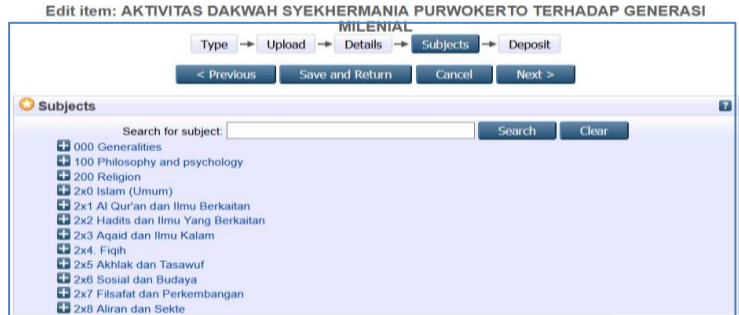 Edit item: AKTIVITAS DAKWAH SYEKHERMANIA PURWOKERTO TERHADAP GENERASI
MILENIAL
Type → Upload → Details → Subjects → Deposit
< Previous Save and Return Cancel Next >
Subjects ?
Search for subject: Search Clear
000 Generalities
100 Philosophy and psychology
200 Religion
2x0 Islam (Umum)
2x1 Al Qur'an dan Ilmu Berkaitan
2x2 Hadits dan Ilmu Yang Berkaitan
2x3 Aqaid dan Ilmu Kalam
2x4. Fiqih
2x5 Akhlak dan Tasawuf
2x6 Sosial dan Budaya
2x7 Filsafat dan Perkembangan
2x8 Aliran dan Sekte